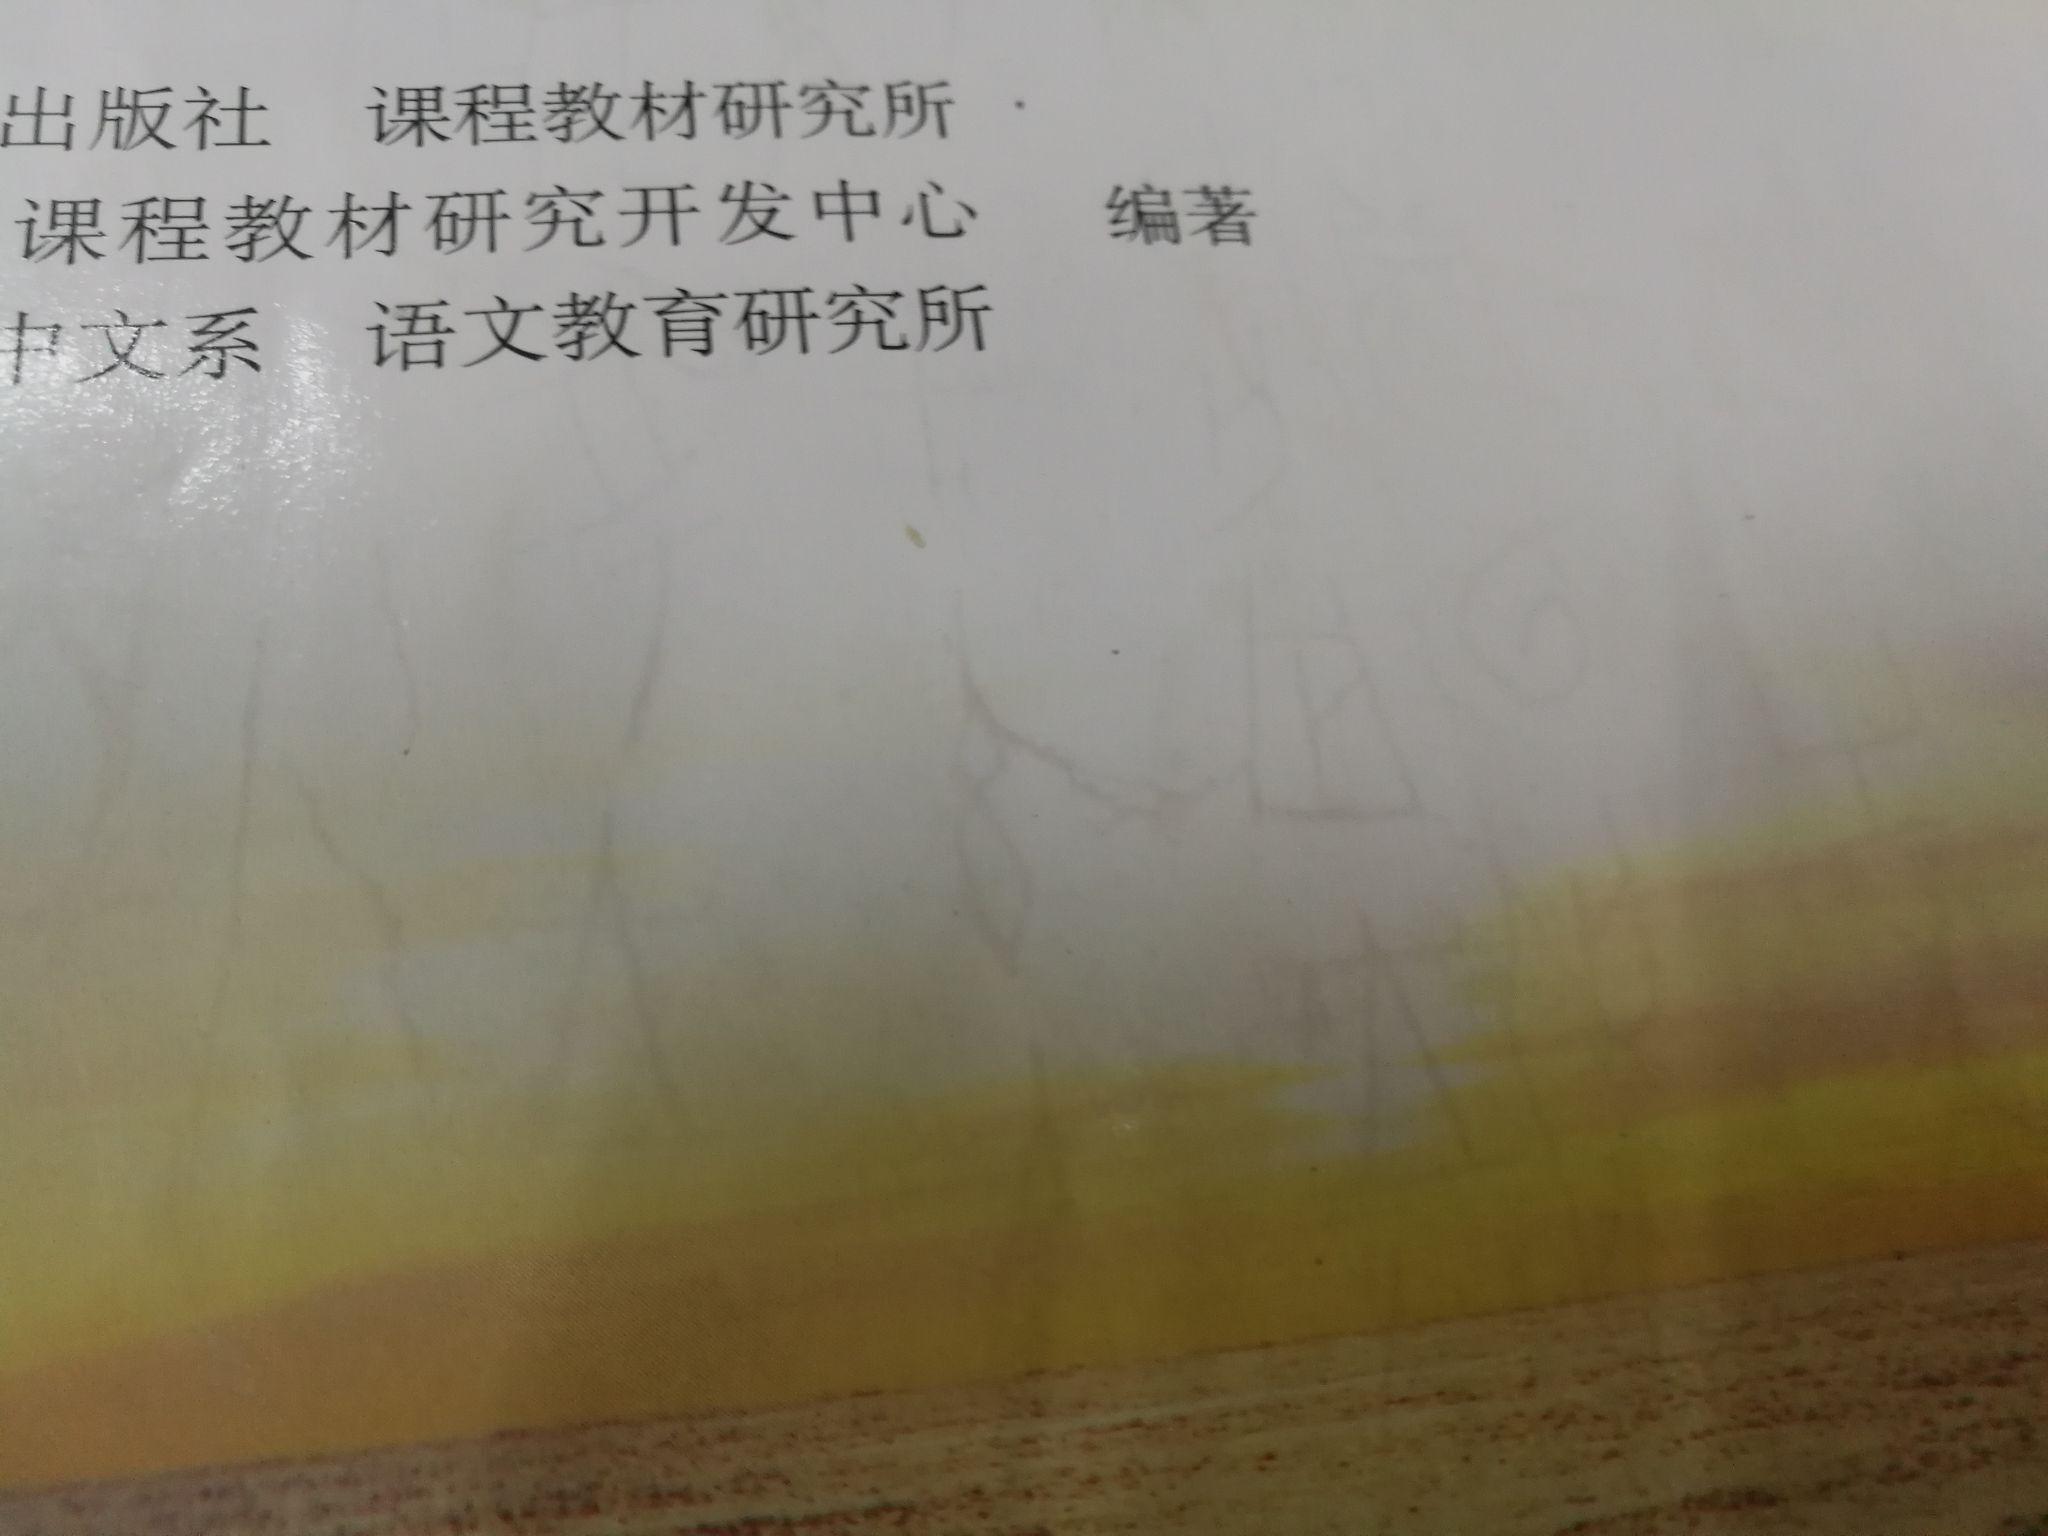 出版社 课程教材研究所
课程教材研究开发中心 编著
中文系 语文教育研究所